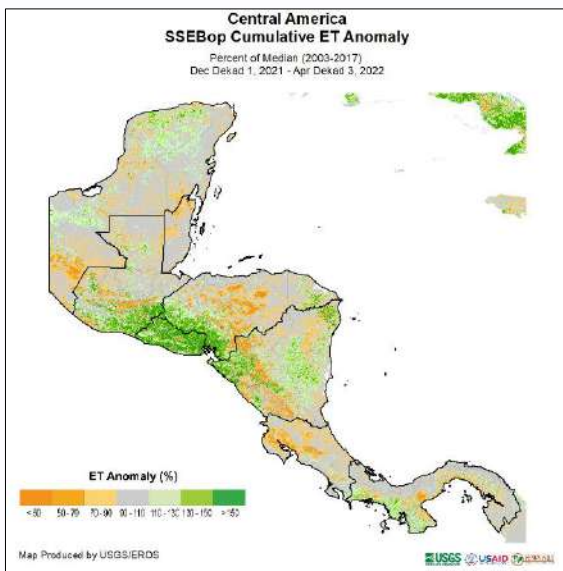 Central America
SSEBop Cumulative ET Anomaly
Percent of Median (2003-2017)
Dec Dekad 1, 2021 - Apr Dekad 3, 2022
ET Anomaly (%)
<50 50-70 70-90 90-110 110-130 130-150 >150
Map Produced by USGS/EROS
USGS USAID